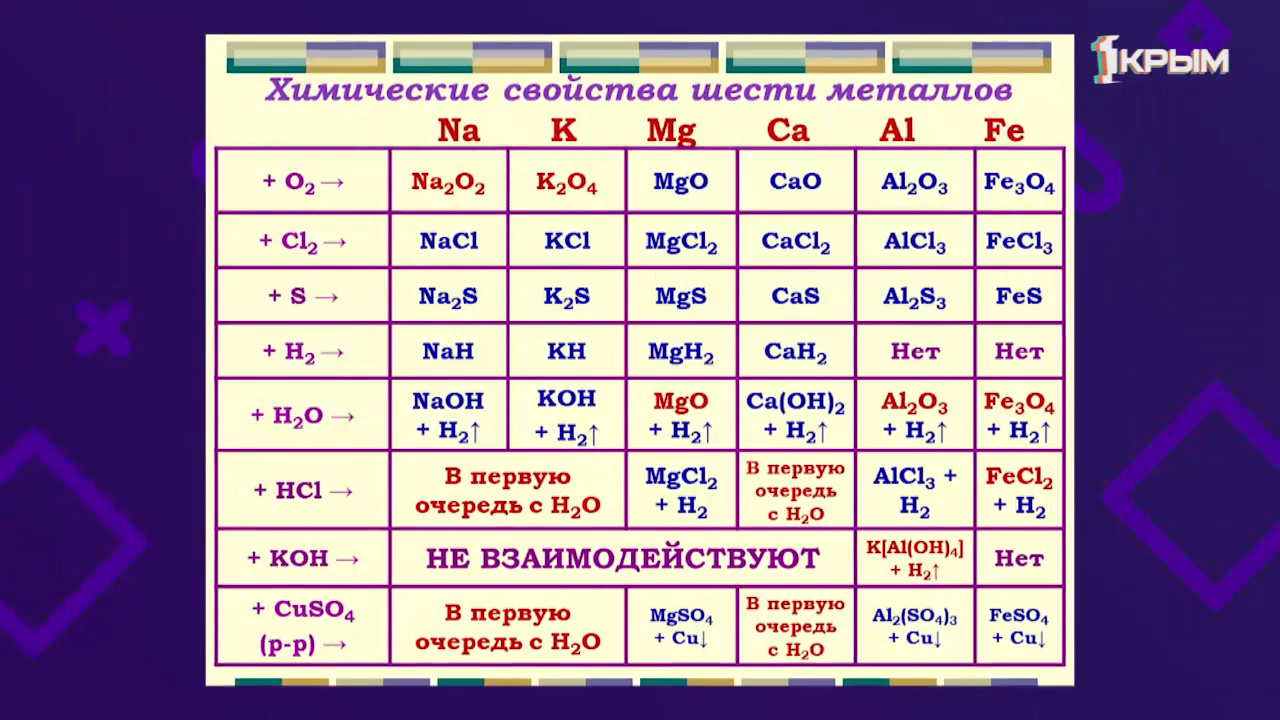 1КРЫМ
Химические свойства шести металлов
Na K Mg Ca Al Fe
+ O₂ → Na₂O₂ K₂O₄ MgO CaO Al₂O₃ Fe₃O₄
+ Cl₂ → NaCl KCl MgCl₂ CaCl₂ AlCl₃ FeCl₃
+ S → Na₂S K₂S MgS CaS Al₂S₃ FeS
+ H₂ → NaH KH MgH₂ CaH₂ Нет Нет
+ H₂O → NaOH + H₂↑ KOH + H₂↑ MgO + H₂↑ Ca(OH)₂ + H₂↑ Al₂O₃ + H₂↑ Fe₃O₄ + H₂↑
+ HCl → В первую очередь с H₂O MgCl₂ + H₂ В первую очередь с H₂O AlCl₃ + H₂ FeCl₂ + H₂
+ KOH → НЕ ВЗАИМОДЕЙСТВУЮТ K[Al(OH)₄] + H₂↑ Нет
+ CuSO₄ (р-р) → В первую очередь с H₂O MgSO₄ + Cu↓ В первую очередь с H₂O Al₂(SO₄)₃ + Cu↓ FeSO₄ + Cu↓